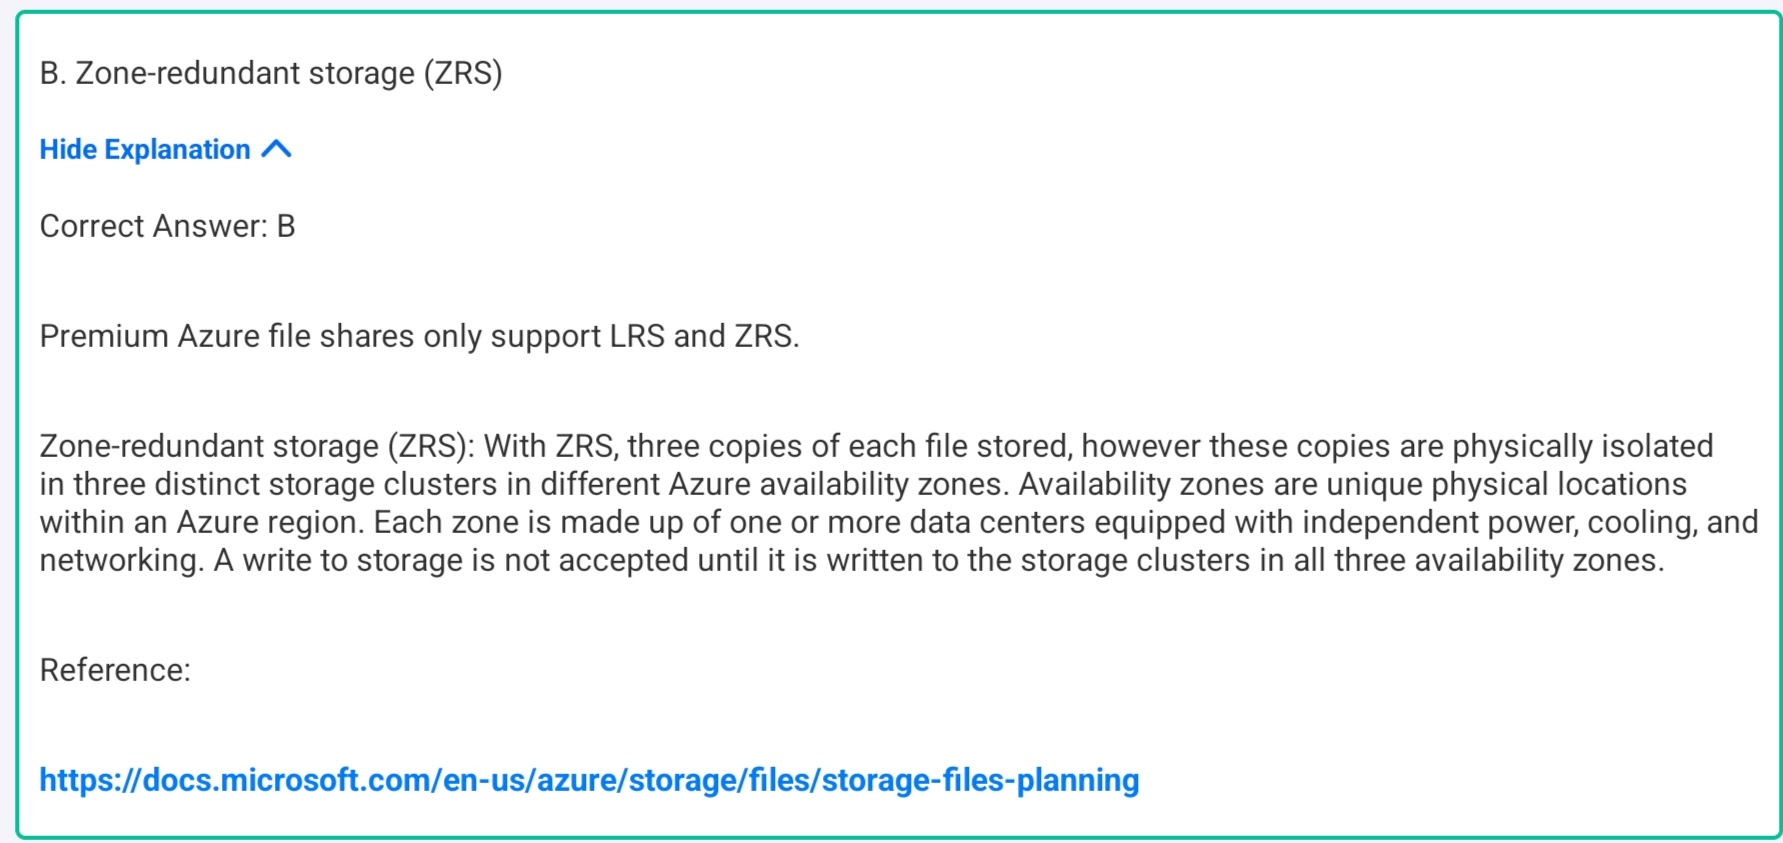 B. Zone-redundant storage (ZRS)
Hide Explanation
Correct Answer: B
Premium Azure file shares only support LRS and ZRS.
Zone-redundant storage (ZRS): With ZRS, three copies of each file stored, however these copies are physically isolated
in three distinct storage clusters in different Azure availability zones. Availability zones are unique physical locations
within an Azure region. Each zone is made up of one or more data centers equipped with independent power, cooling, and
networking. A write to storage is not accepted until it is written to the storage clusters in all three availability zones.
Reference:
https://docs.microsoft.com/en-us/azure/storage/files/storage-files-planning